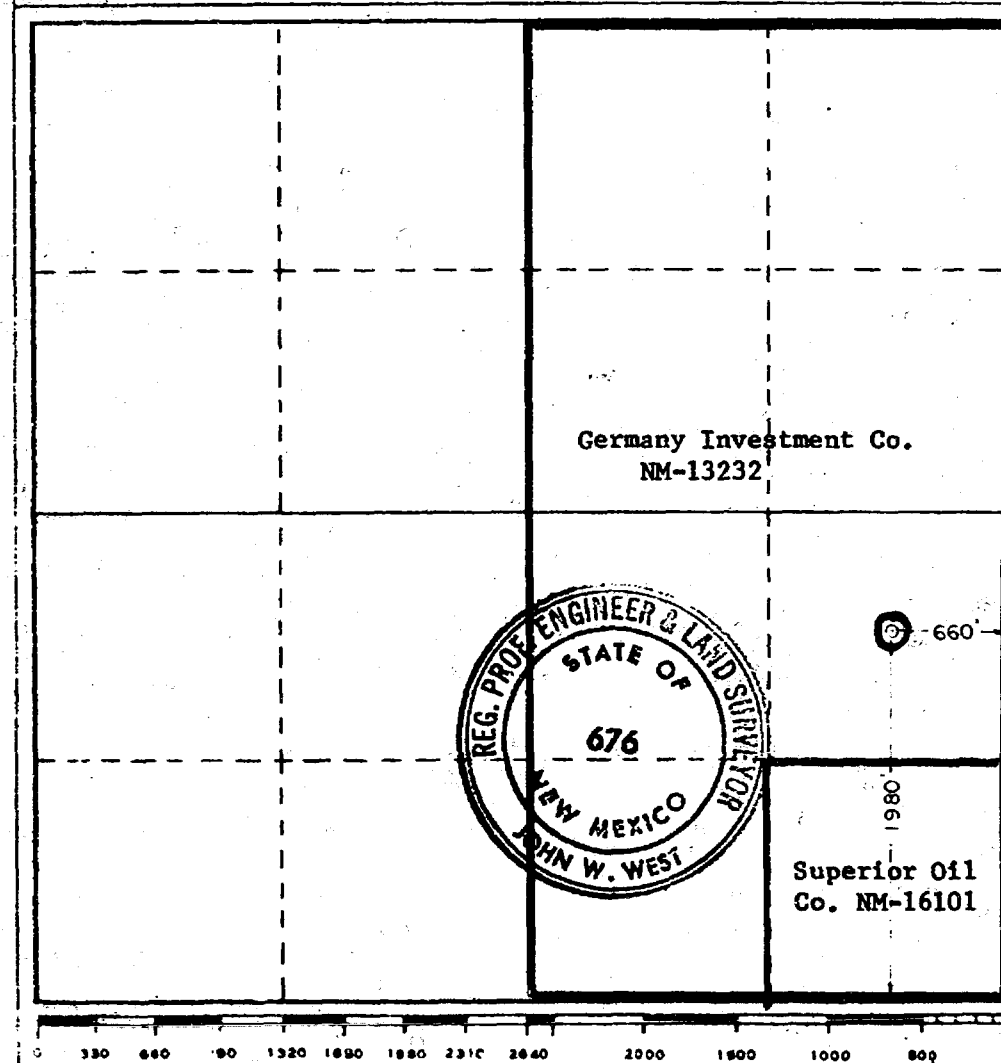 Germany Investment Co.
NM-13232
REG. PROF. ENGINEER & LAND SURVEYOR
STATE OF
676
NEW MEXICO
JOHN W. WEST
660'
1980'
Superior Oil
Co. NM-16101
0 330 660 '90 1320 1650 1980 2310 2640 2000 1500 1000 500